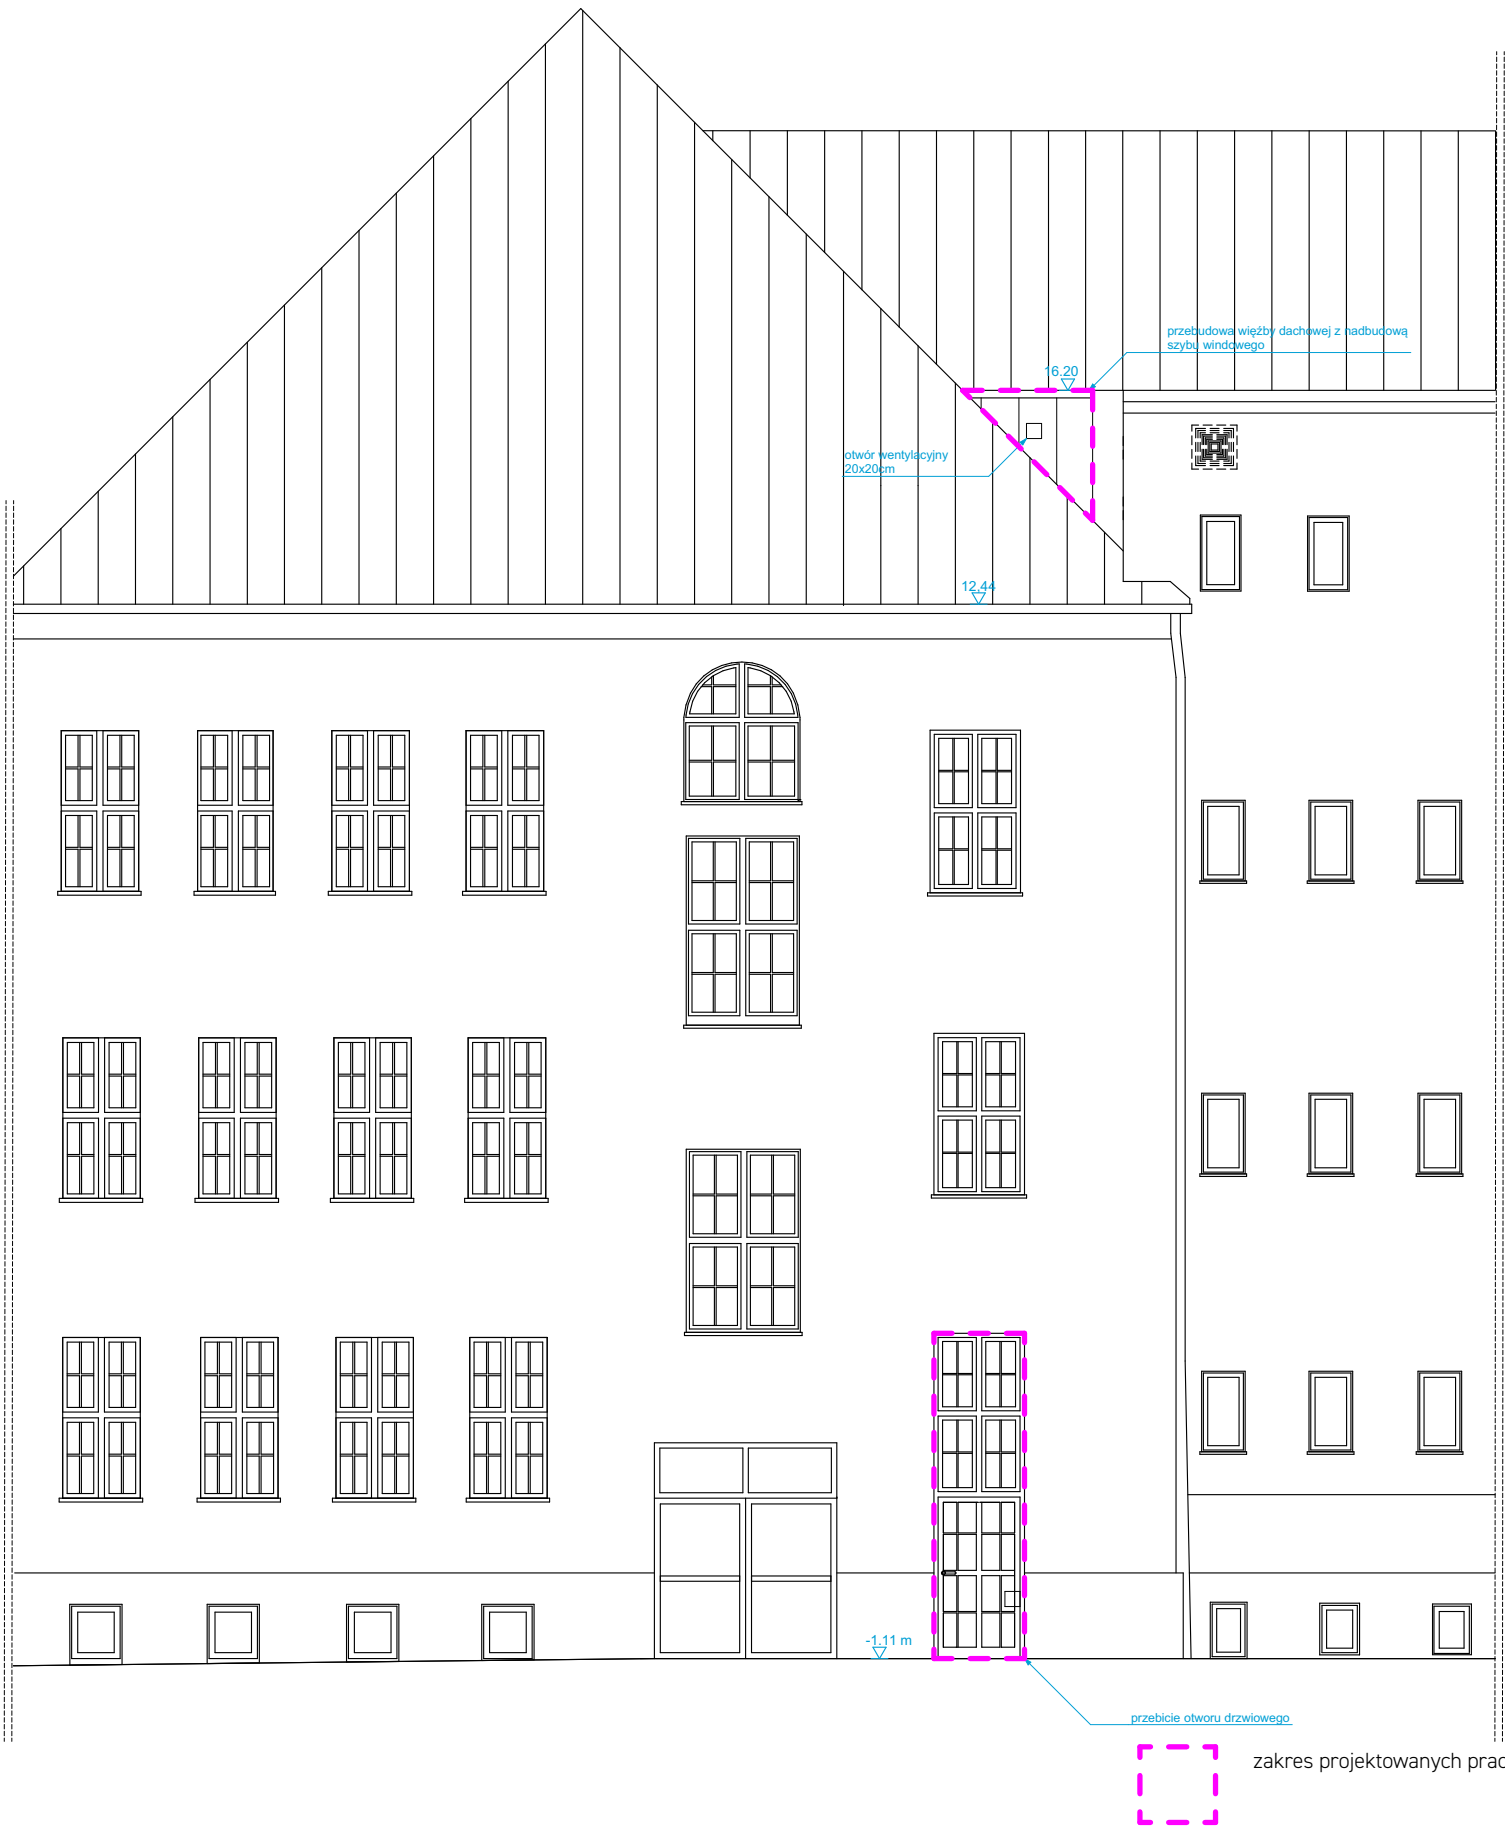 przebudowa więźby dachowej z nadbudową
szybu windowego
16.20
otwór wentylacyjny
20x20cm
12.44
-1.11 m
przebicie otworu drzwiowego
zakres projektowanych prac